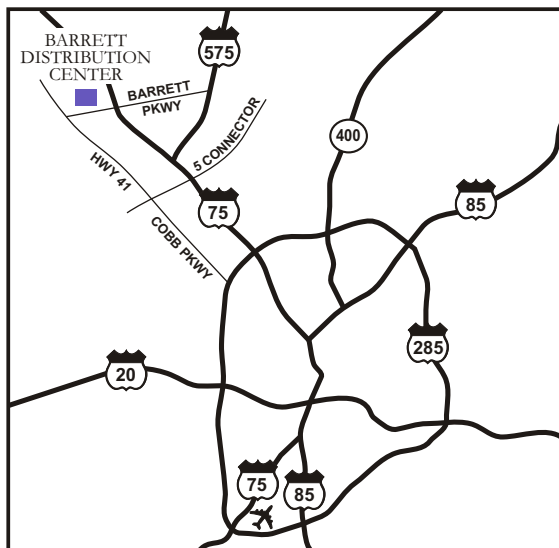 BARRETT
DISTRIBUTION
CENTER
575
BARRETT
PKWY
5 CONNECTOR
400
HWY 41
75
85
COBB PKWY
285
20
75
85